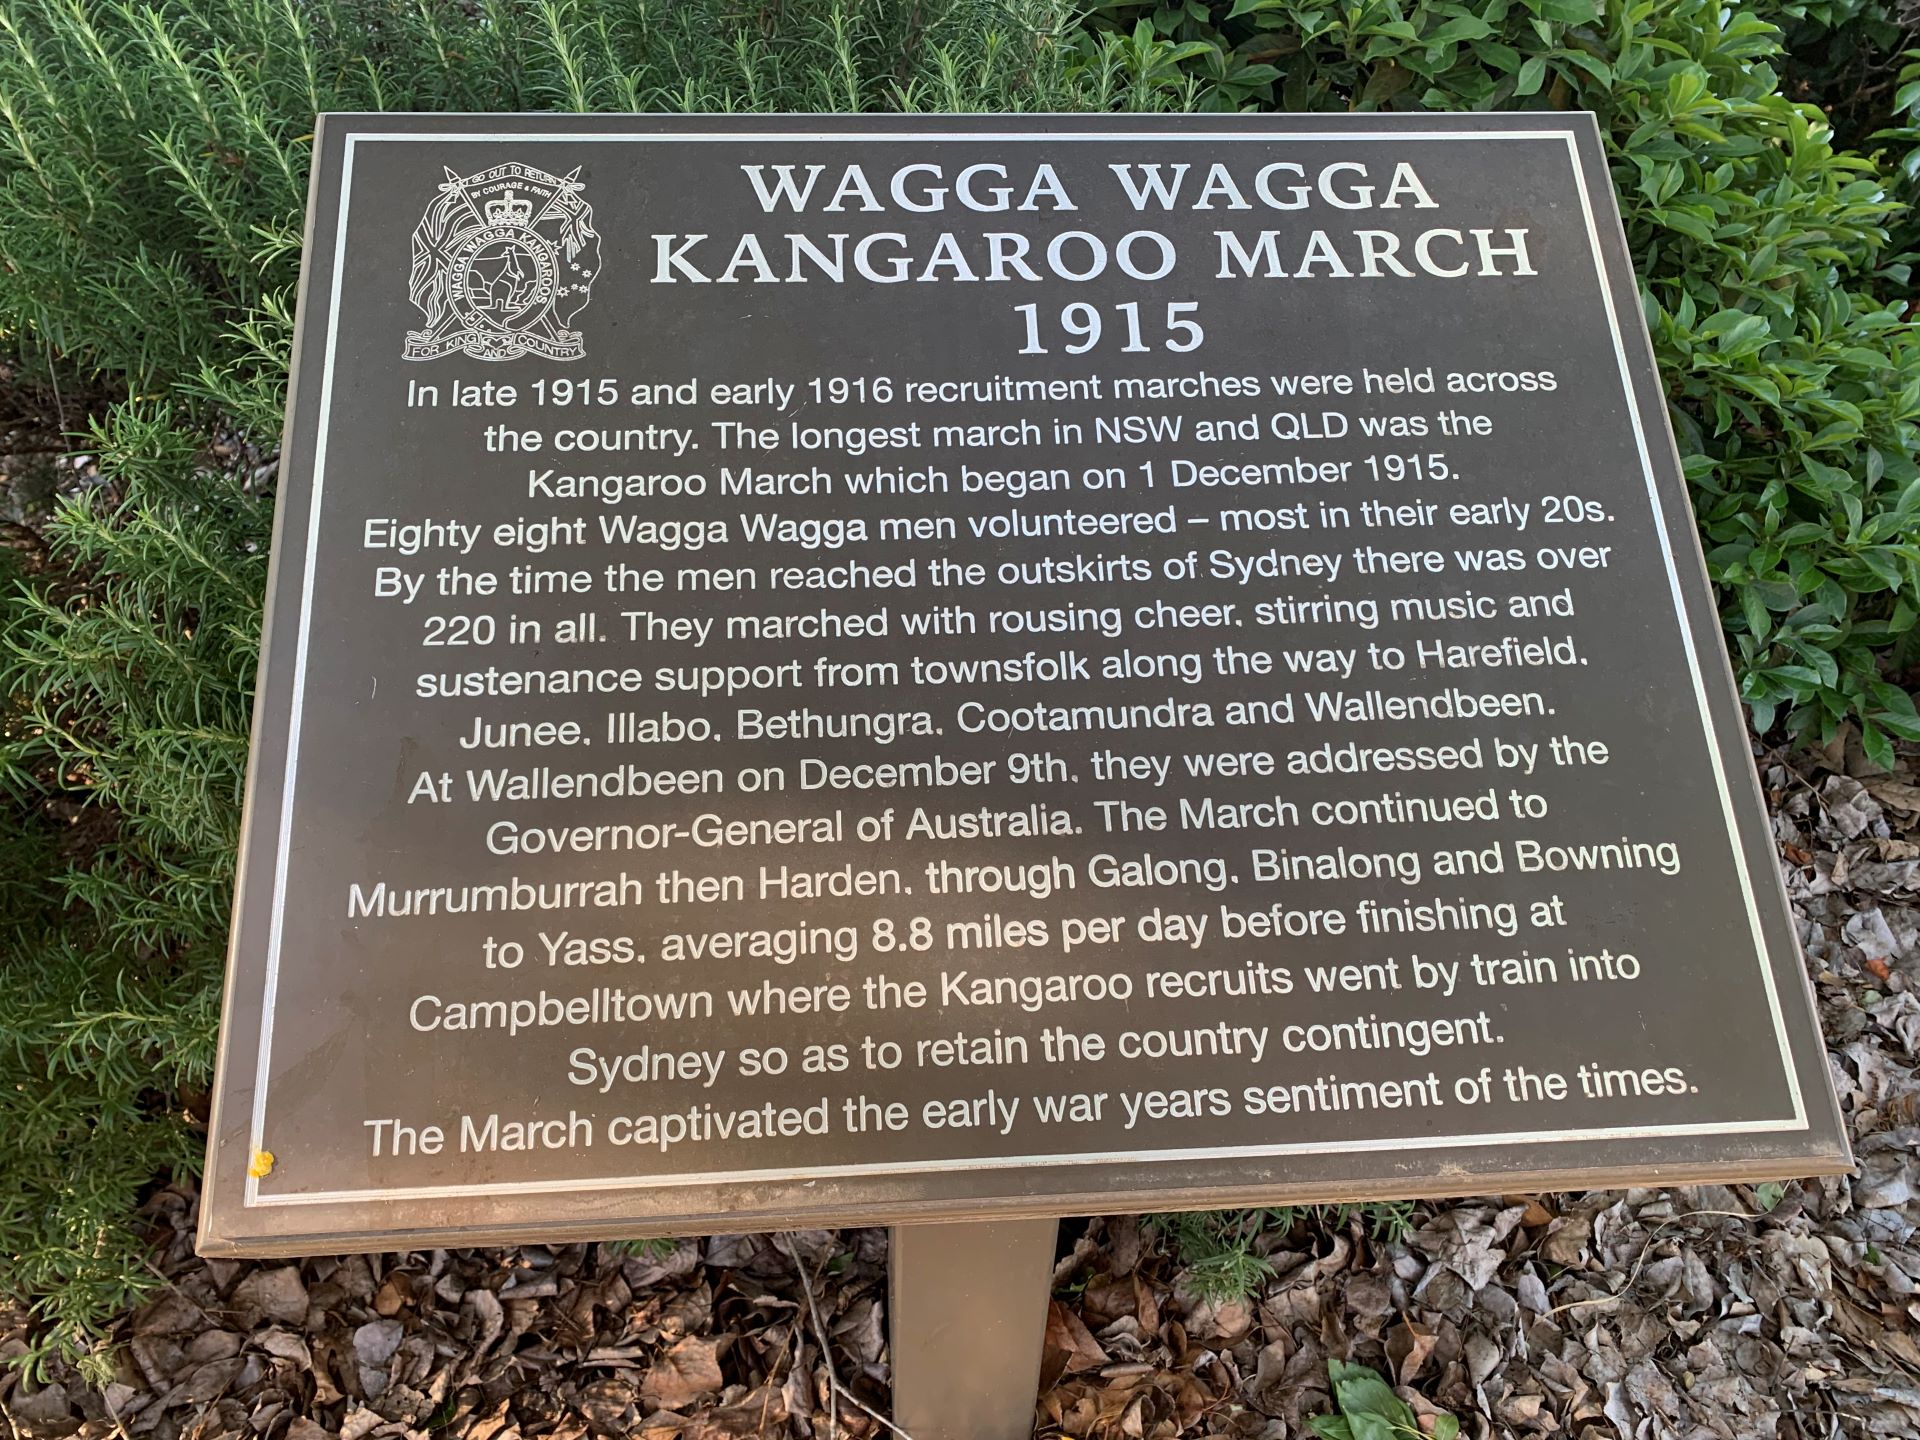 I GO OUT TO RETURN
BY COURAGE & FAITH
WAGGA WAGGA KANGAROOS
FOR KING AND COUNTRY
WAGGA WAGGA
KANGAROO MARCH
1915
In late 1915 and early 1916 recruitment marches were held across
the country. The longest march in NSW and QLD was the
Kangaroo March which began on 1 December 1915.
Eighty eight Wagga Wagga men volunteered – most in their early 20s.
By the time the men reached the outskirts of Sydney there was over
220 in all. They marched with rousing cheer, stirring music and
sustenance support from townsfolk along the way to Harefield,
Junee, Illabo, Bethungra, Cootamundra and Wallendbeen.
At Wallendbeen on December 9th, they were addressed by the
Governor-General of Australia. The March continued to
Murrumburrah then Harden, through Galong, Binalong and Bowning
to Yass, averaging 8.8 miles per day before finishing at
Campbelltown where the Kangaroo recruits went by train into
Sydney so as to retain the country contingent.
The March captivated the early war years sentiment of the times.